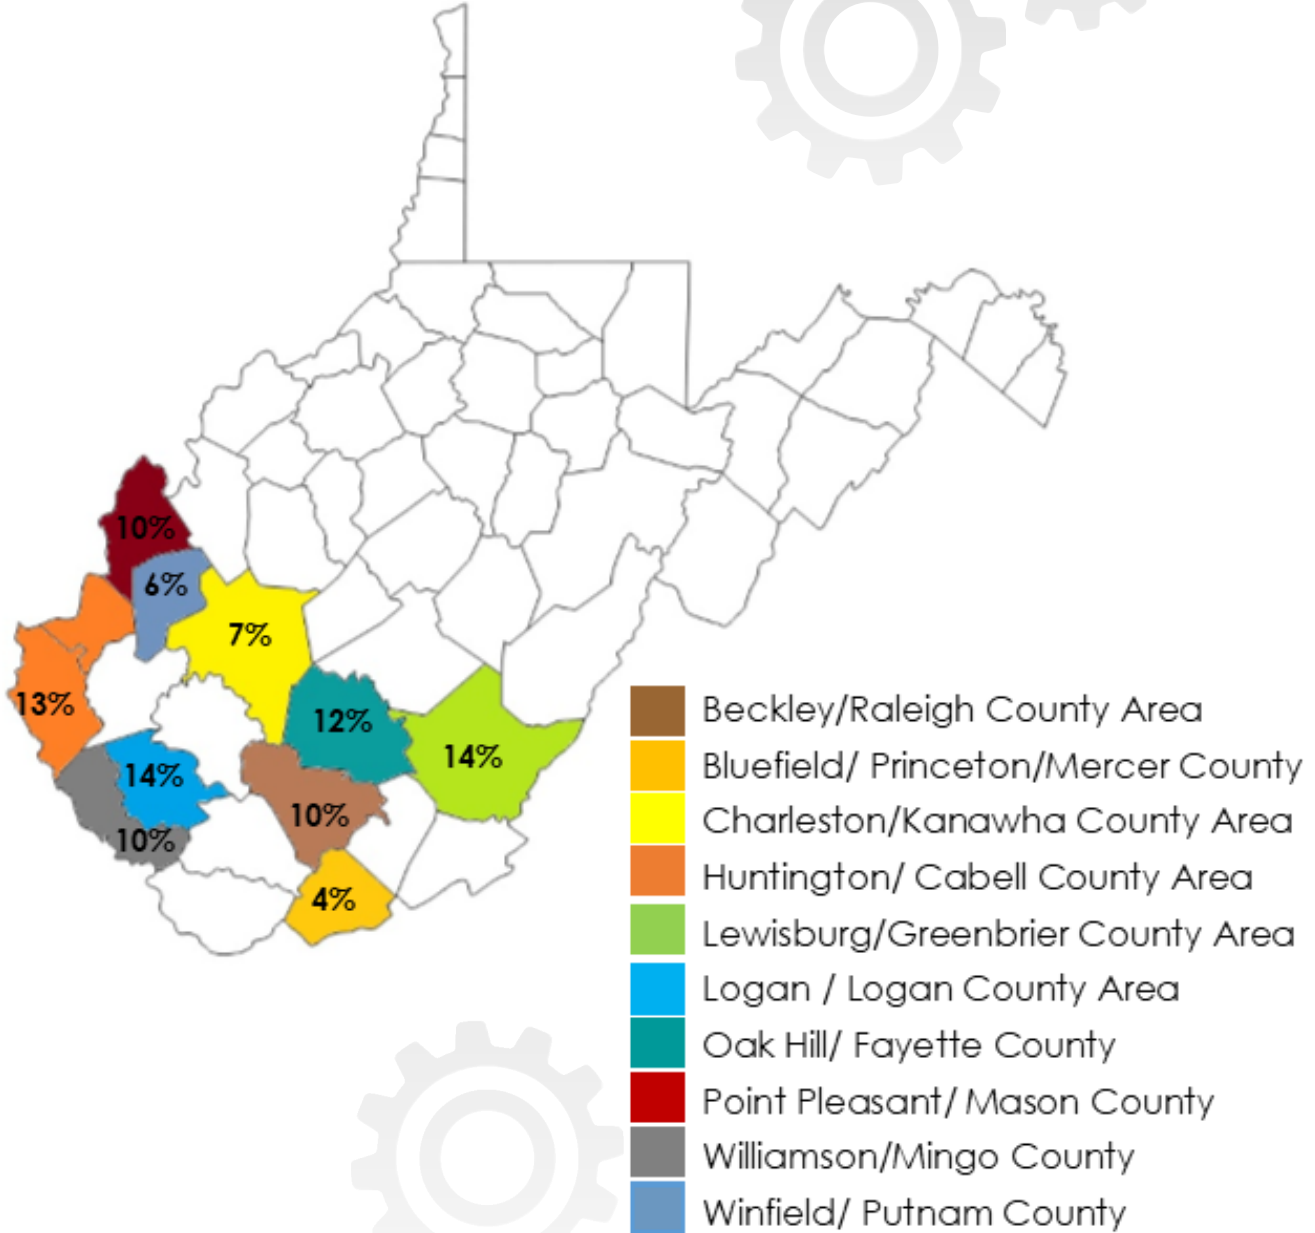 10%
6%
7%
13%
12%
14%
14%
10%
10%
4%
Beckley/Raleigh County Area
Bluefield/ Princeton/Mercer County
Charleston/Kanawha County Area
Huntington/ Cabell County Area
Lewisburg/Greenbrier County Area
Logan / Logan County Area
Oak Hill/ Fayette County
Point Pleasant/ Mason County
Williamson/Mingo County
Winfield/ Putnam County